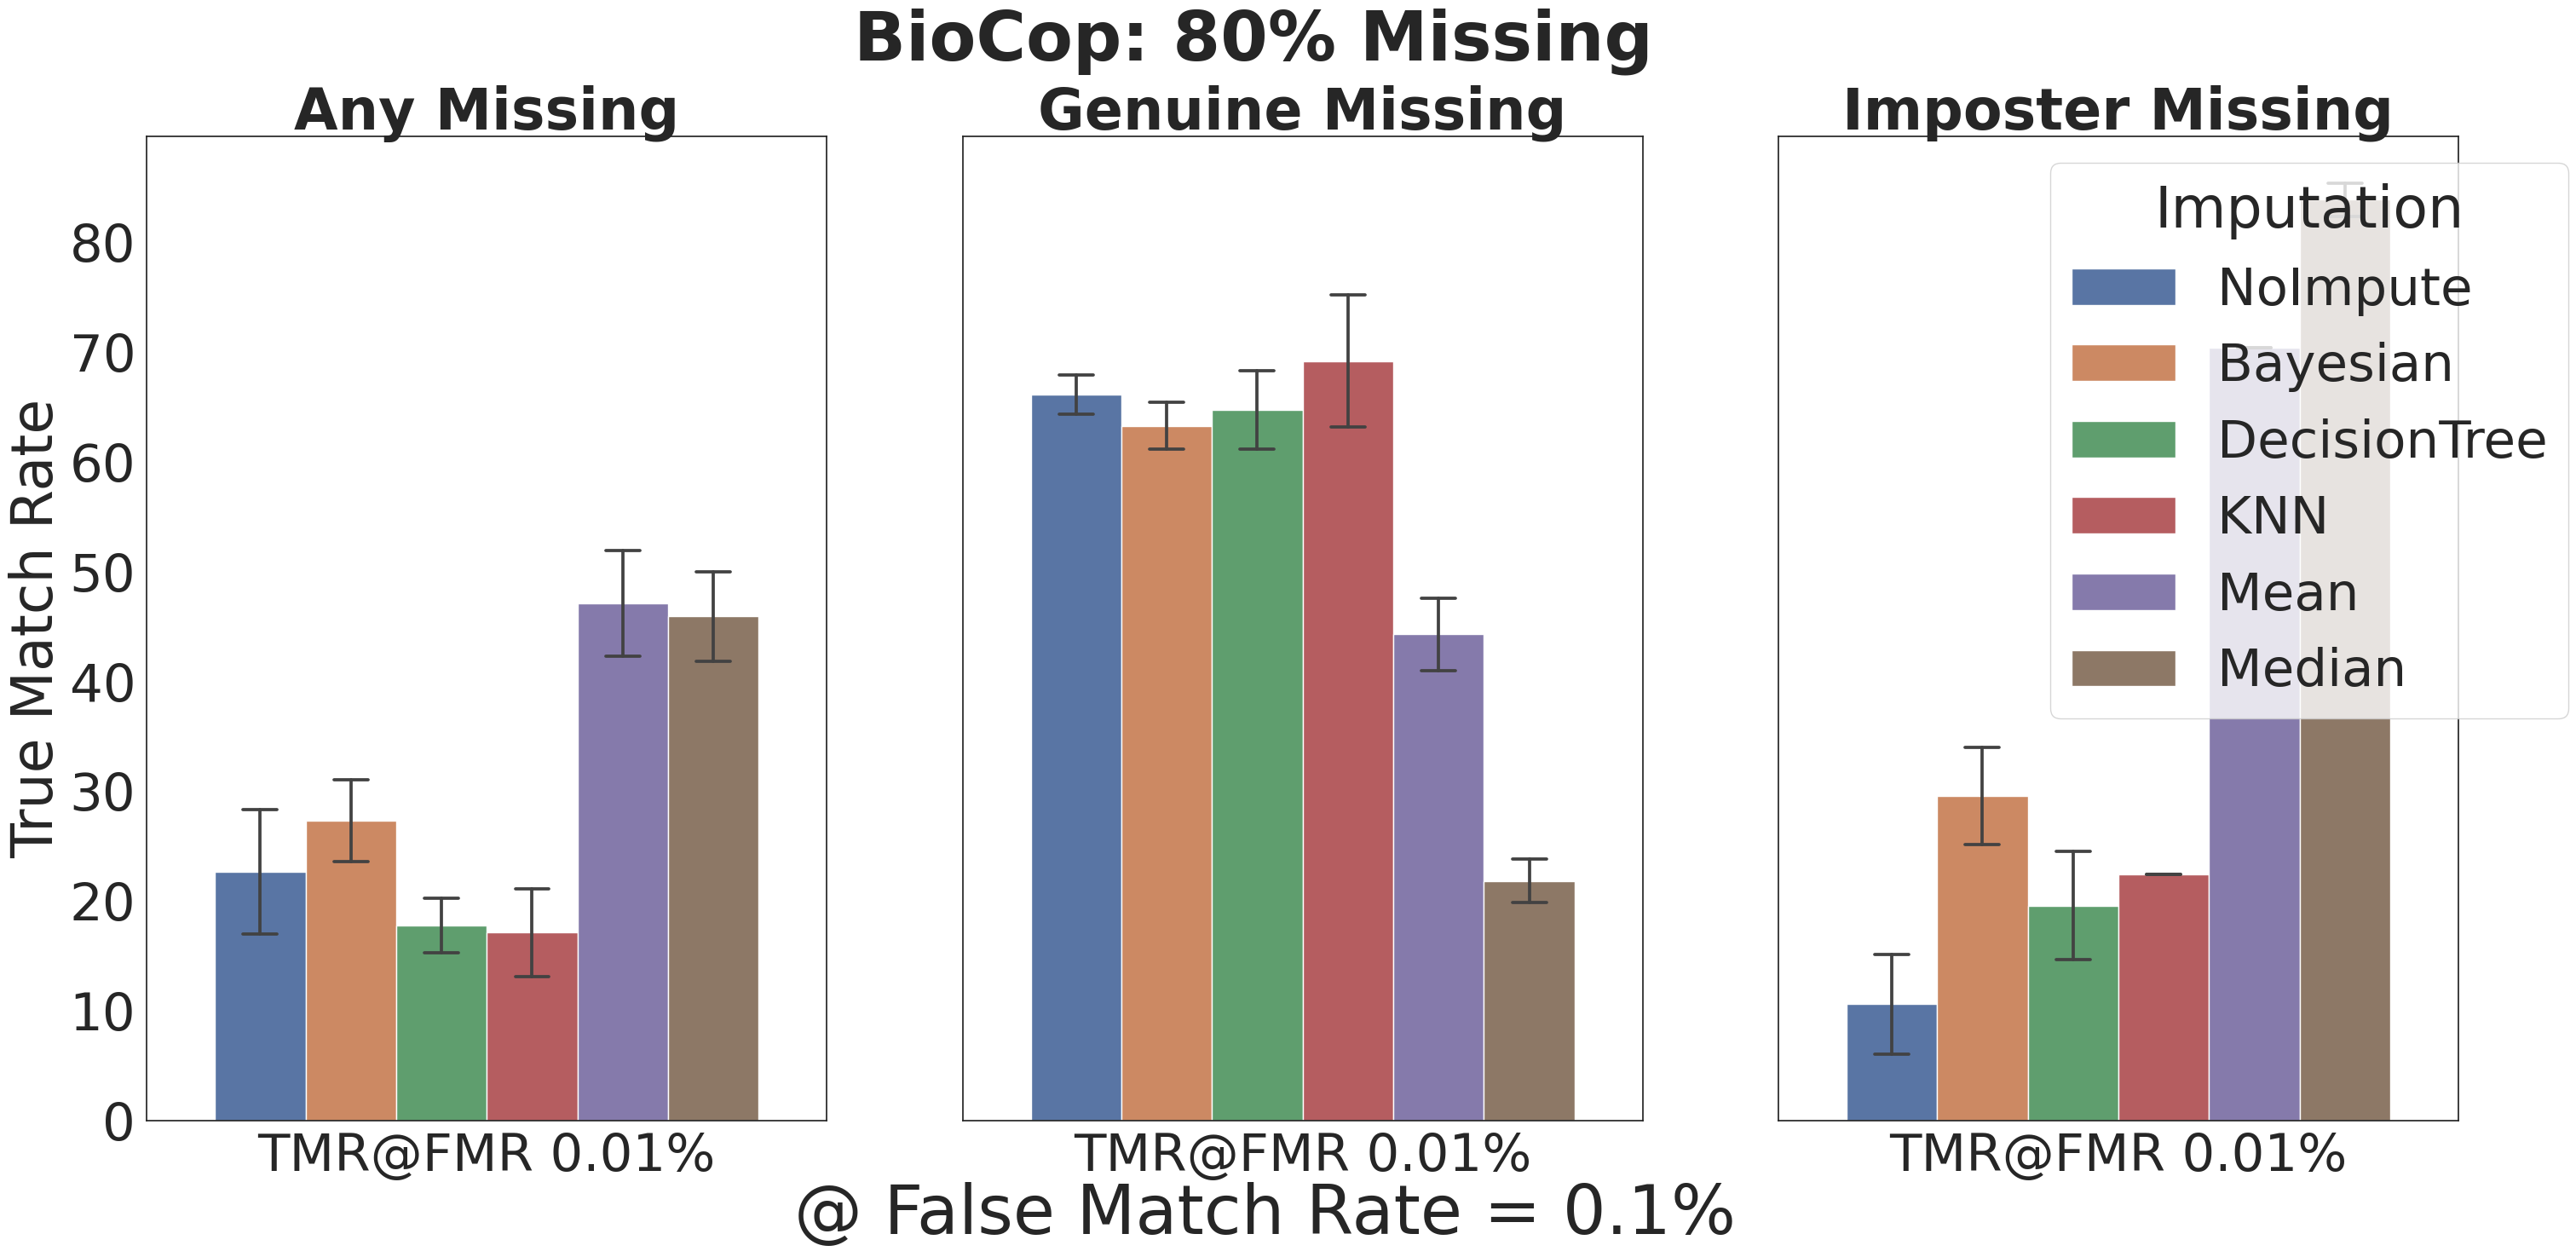 BioCop: 80% Missing
Any Missing
Genuine Missing
Imposter Missing
True Match Rate
80
70
60
50
40
30
20
10
0
Imputation
NoImpute
Bayesian
DecisionTree
KNN
Mean
Median
TMR@FMR 0.01%
TMR@FMR 0.01%
TMR@FMR 0.01%
@ False Match Rate = 0.1%